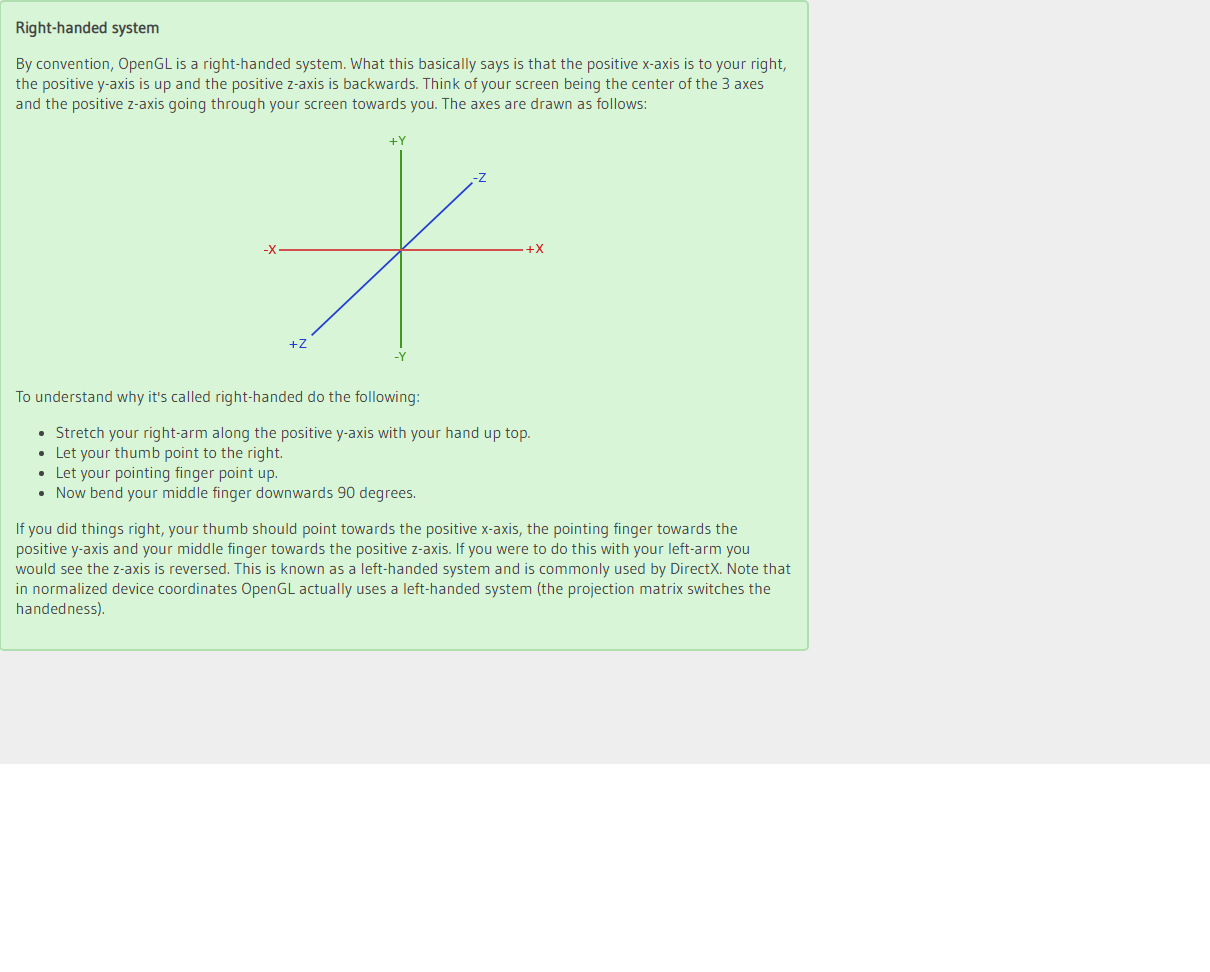 Right-handed system
By convention, OpenGL is a right-handed system. What this basically says is that the positive x-axis is to your right,
the positive y-axis is up and the positive z-axis is backwards. Think of your screen being the center of the 3 axes
and the positive z-axis going through your screen towards you. The axes are drawn as follows:
+Y
-Z
-X
+X
+Z
-Y
To understand why it's called right-handed do the following:
• Stretch your right-arm along the positive y-axis with your hand up top.
• Let your thumb point to the right.
• Let your pointing finger point up.
• Now bend your middle finger downwards 90 degrees.
If you did things right, your thumb should point towards the positive x-axis, the pointing finger towards the
positive y-axis and your middle finger towards the positive z-axis. If you were to do this with your left-arm you
would see the z-axis is reversed. This is known as a left-handed system and is commonly used by DirectX. Note that
in normalized device coordinates OpenGL actually uses a left-handed system (the projection matrix switches the
handedness).